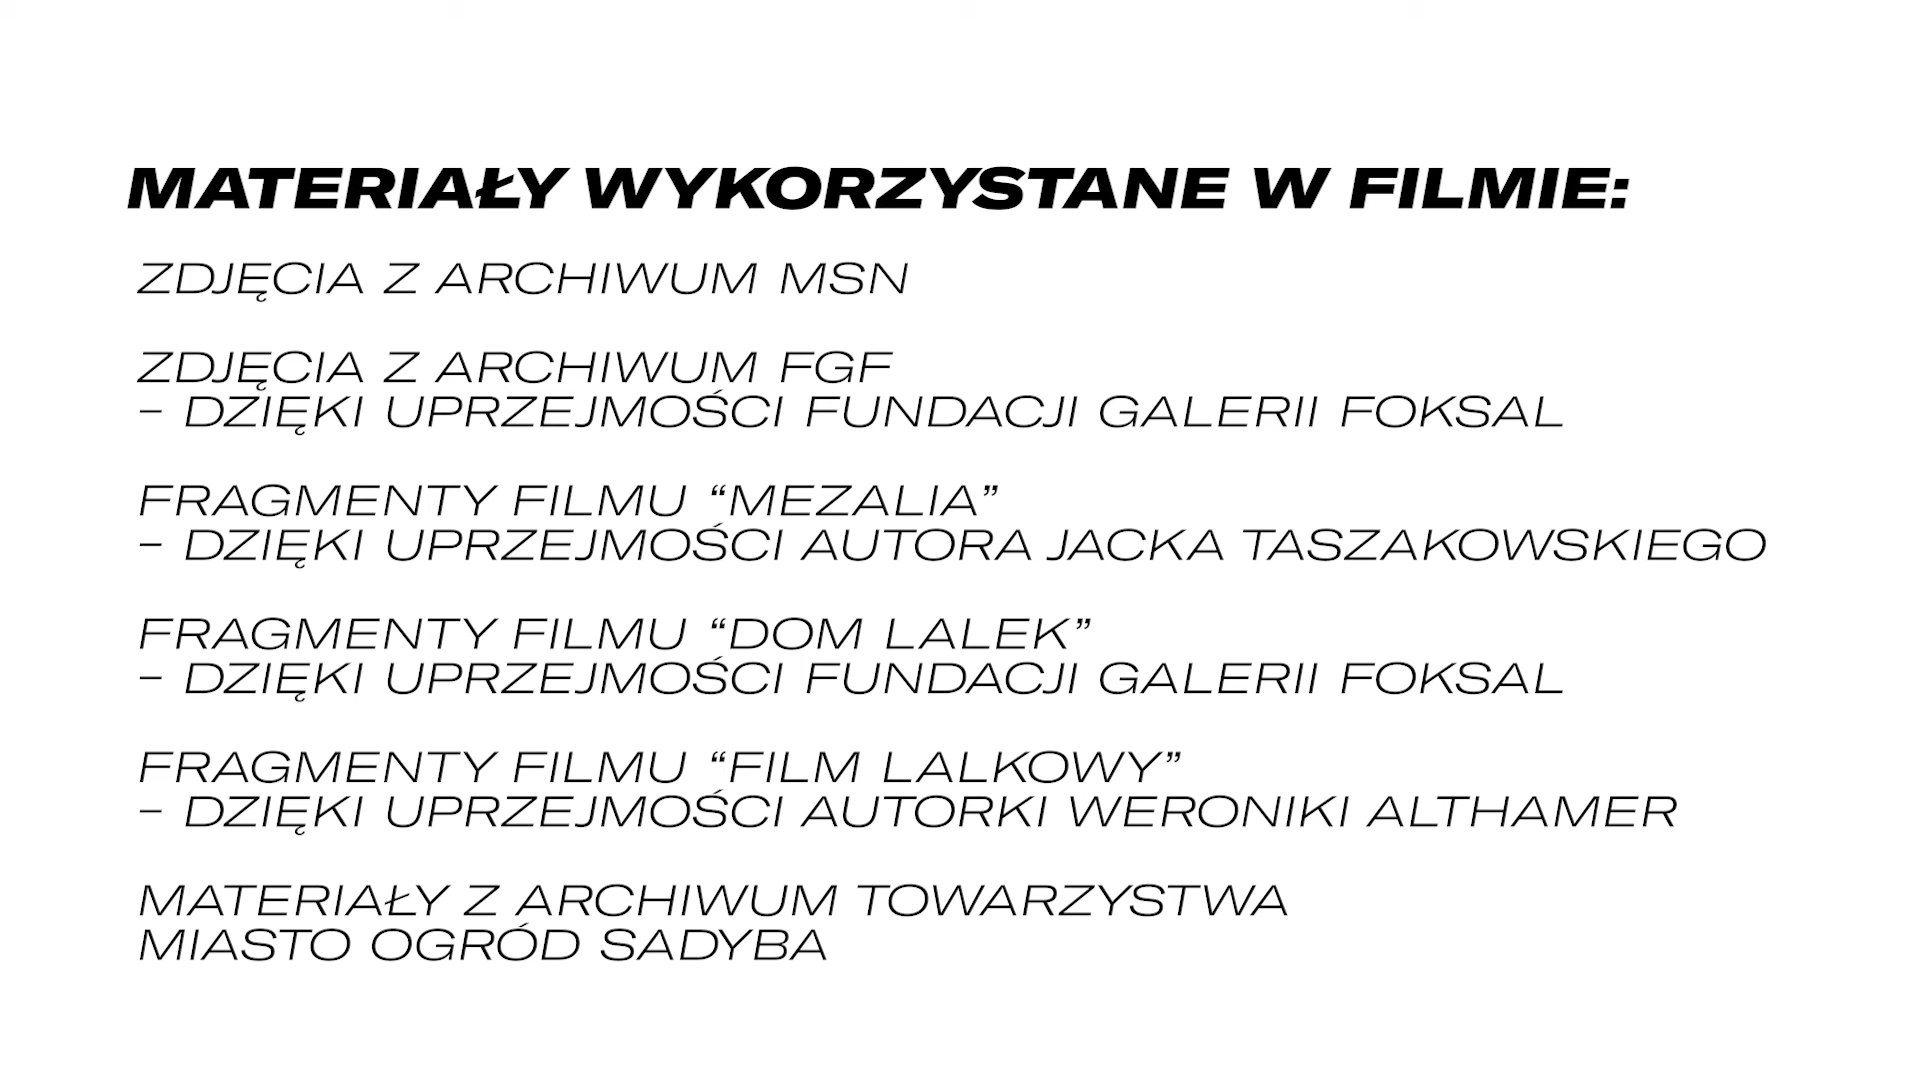 MATERIAŁY WYKORZYSTANE W FILMIE:
ZDJĘCIA Z ARCHIWUM MSN
ZDJĘCIA Z ARCHIWUM FGF
– DZIĘKI UPRZEJMOŚCI FUNDACJI GALERII FOKSAL
FRAGMENTY FILMU “MEZALIA”
– DZIĘKI UPRZEJMOŚCI AUTORA JACKA TASZAKOWSKIEGO
FRAGMENTY FILMU “DOM LALEK”
– DZIĘKI UPRZEJMOŚCI FUNDACJI GALERII FOKSAL
FRAGMENTY FILMU “FILM LALKOWY”
– DZIĘKI UPRZEJMOŚCI AUTORKI WERONIKI ALTHAMER
MATERIAŁY Z ARCHIWUM TOWARZYSTWA
MIASTO OGRÓD SADYBA